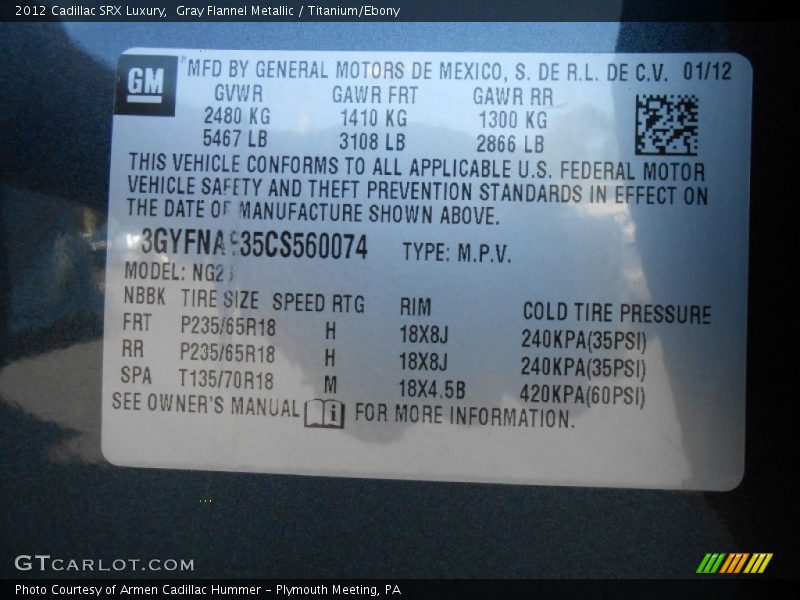 2012 Cadillac SRX Luxury,  Gray Flannel Metallic / Titanium/Ebony
GM
MFD BY GENERAL MOTORS DE MEXICO, S. DE R.L. DE C.V. 01/12
GVWR GAWR FRT GAWR RR
2480 KG 1410 KG 1300 KG
5467 LB 3108 LB 2866 LB
THIS VEHICLE CONFORMS TO ALL APPLICABLE U.S. FEDERAL MOTOR
VEHICLE SAFETY AND THEFT PREVENTION STANDARDS IN EFFECT ON
THE DATE OF MANUFACTURE SHOWN ABOVE.
TYPE: M.P.V.
MODEL:
NBBK TIRE SIZE SPEED RTG RIM COLD TIRE PRESSURE
FRT P235/65R18 H 18X8J 240KPA(35PSI)
RR P235/65R18 H 18X8J 240KPA(35PSI)
SPA T135/70R18 M 18X4.5B 420KPA(60PSI)
SEE OWNER'S MANUAL i FOR MORE INFORMATION.
GTCARLOT.COM
Photo Courtesy of Armen Cadillac Hummer - Plymouth Meeting, PA